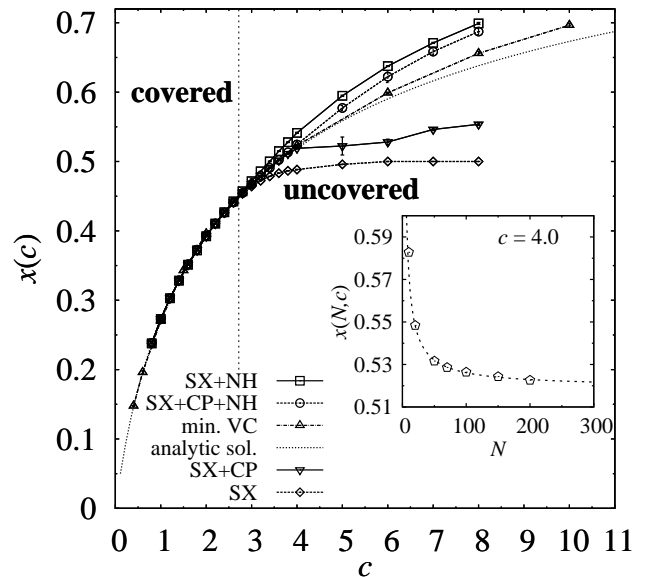 0.7
0.6
0.5
0.4
0.3
0.2
0.1
0
x(c)
covered
uncovered
0.59
0.57
0.55
0.53
0.51
x(N,c)
c = 4.0
0 100 200 300
N
SX+NH
SX+CP+NH
min. VC
analytic sol.
SX+CP
SX
0 1 2 3 4 5 6 7 8 9 10 11
c